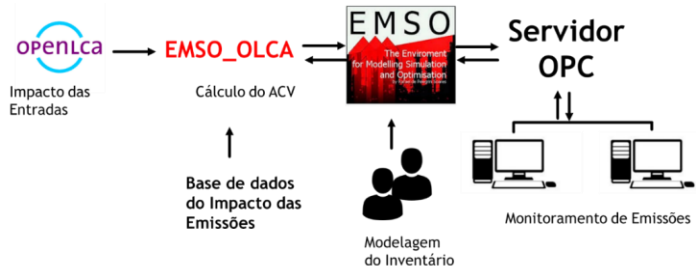 openLca
Impacto das
Entradas
EMSO_OLCA
Cálculo do ACV
Base de dados
do Impacto das
Emissões
EMSO
The Enviroment
for Modelling Simulation
and Optimisation
Modelagem
do Inventário
Servidor
OPC
Monitoramento de Emissões